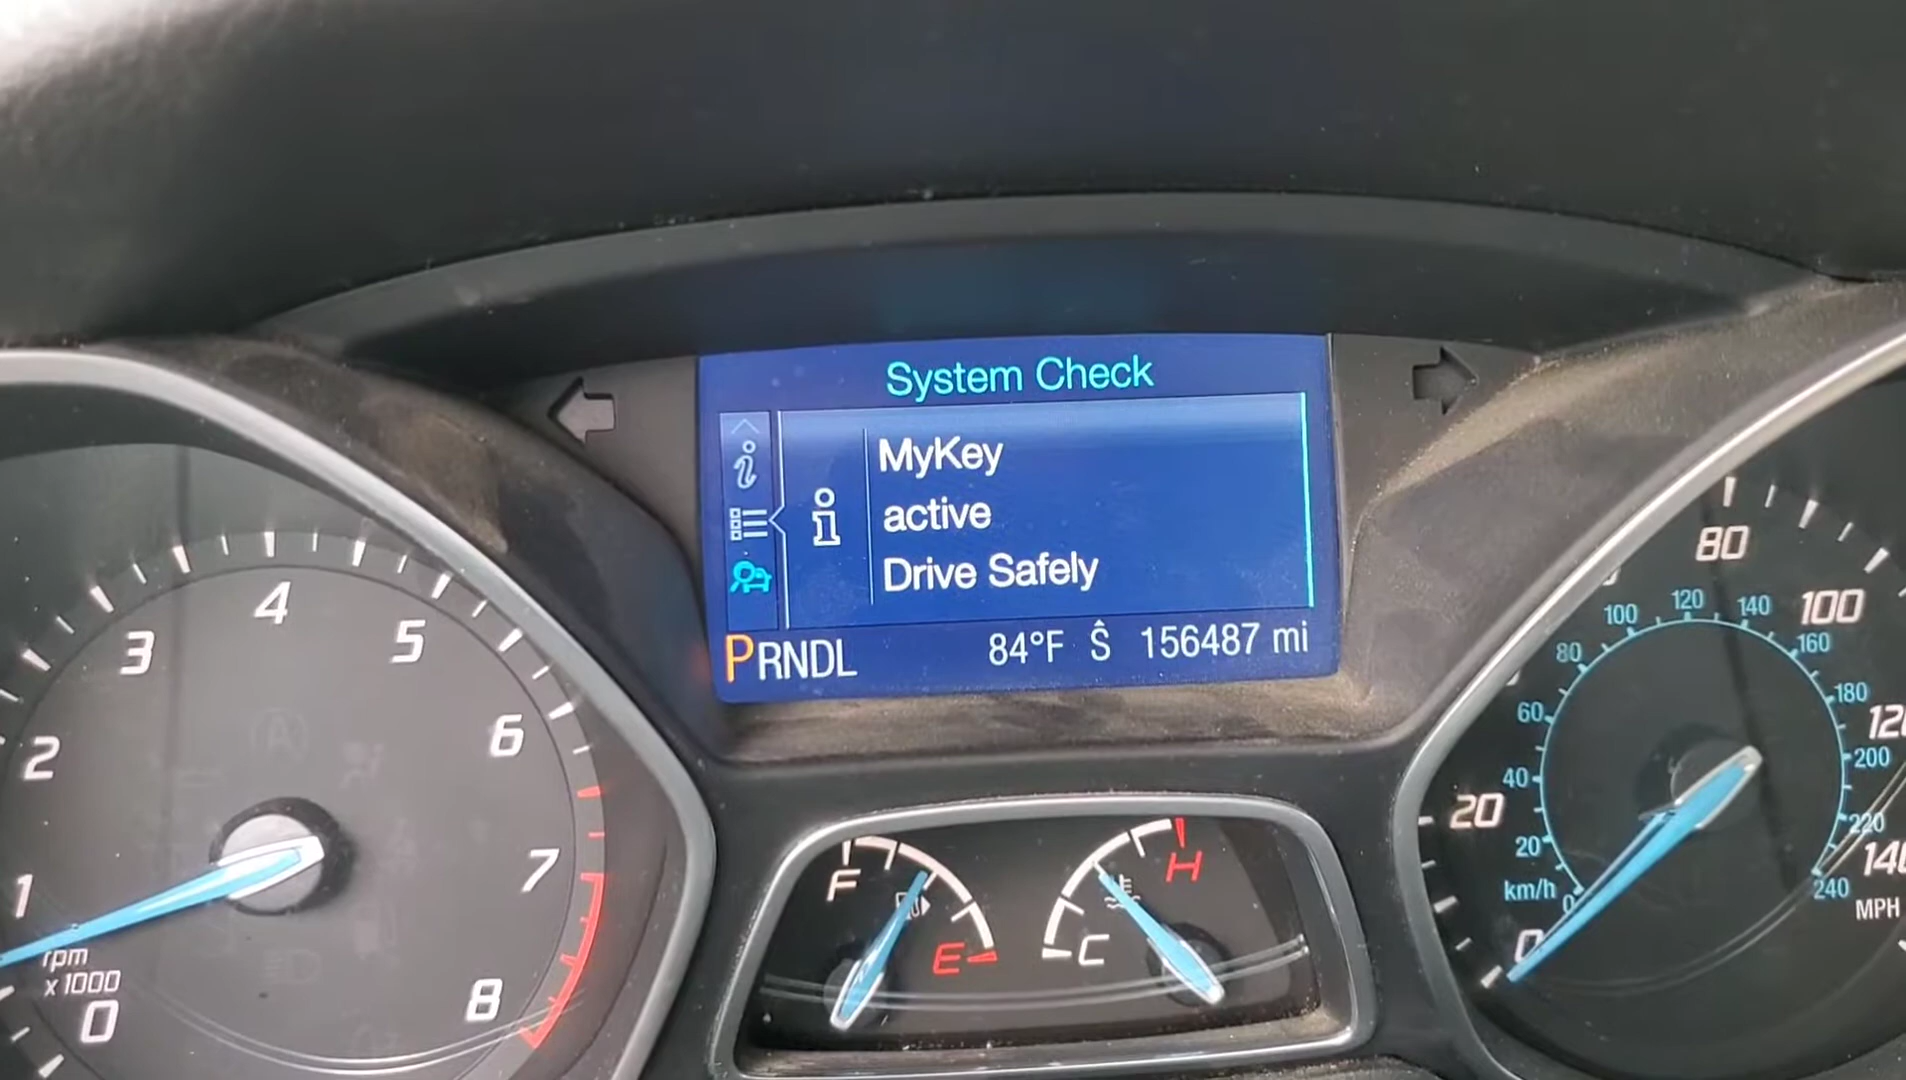 System Check
MyKey
active
Drive Safely
PRNDL 84°F Ŝ 156487 mi
0
1
2
3
4
5
6
7
8
rpm
x 1000
F
E
C
H
0
20
80
100
140
MPH
km/h
0
20
40
60
80
100
120
140
160
180
200
220
240